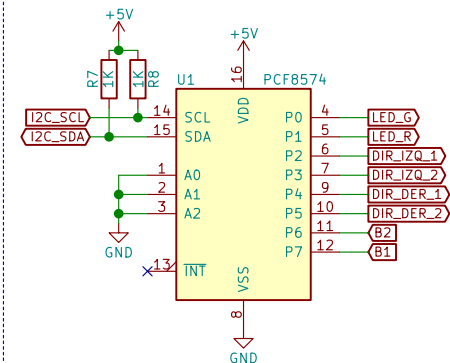 +5V
+5V
R7
1K
1K
R8
U1
PCF8574
16
VDD
I2C_SCL
14
SCL
P0
4
LED_G
I2C_SDA
15
SDA
P1
5
LED_R
P2
6
DIR_IZQ_1
1
A0
P3
7
DIR_IZQ_2
2
A1
P4
9
DIR_DER_1
3
A2
P5
10
DIR_DER_2
P6
11
B2
GND
P7
12
B1
13
INT
VSS
8
GND